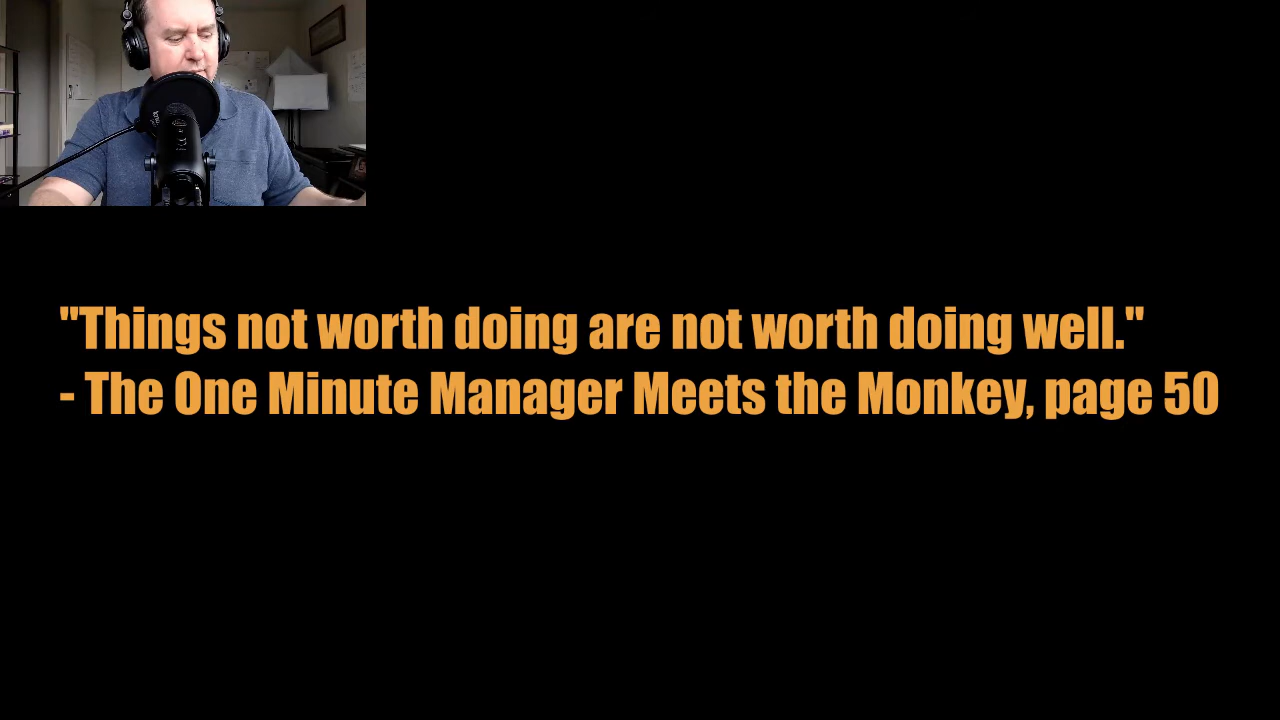 "Things not worth doing are not worth doing well."
- The One Minute Manager Meets the Monkey, page 50